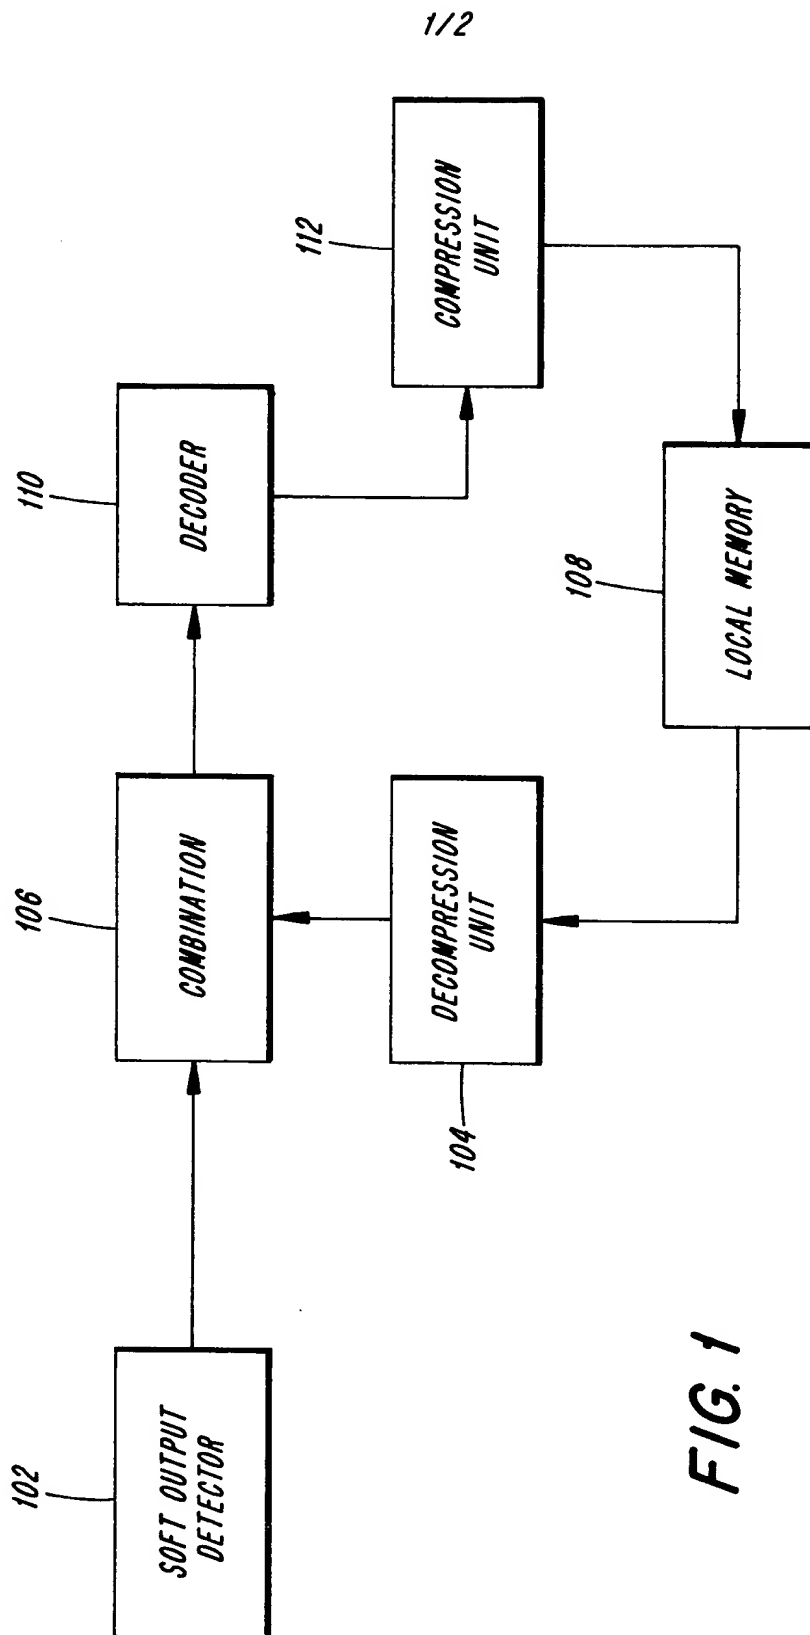 1/2
102
SOFT OUTPUT
DETECTOR
106
COMBINATION
110
DECODER
104
DECOMPRESSION
UNIT
112
COMPRESSION
UNIT
108
LOCAL MEMORY
FIG. 1